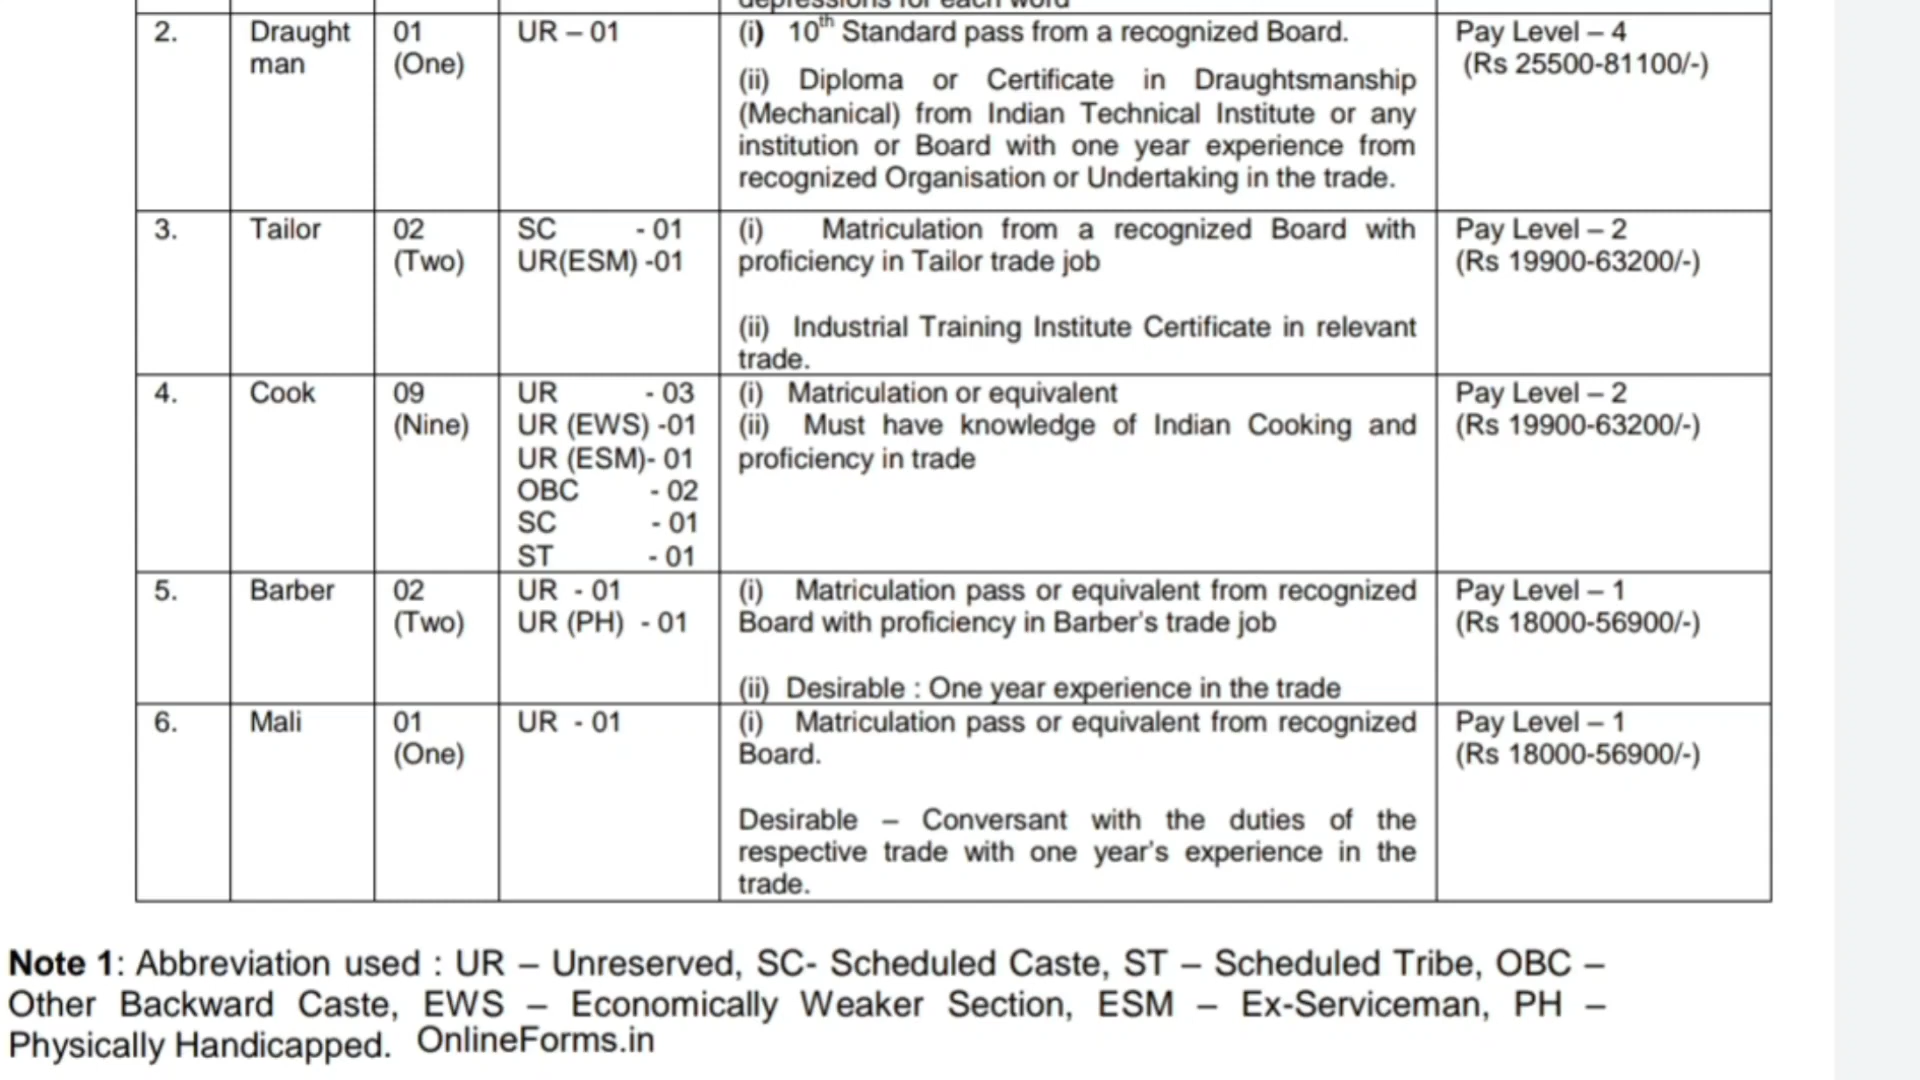 depressions for each word
2. Draught man 01 (One) UR – 01 (i) 10th Standard pass from a recognized Board. Pay Level – 4 (Rs 25500-81100/-)
(ii) Diploma or Certificate in Draughtsmanship
(Mechanical) from Indian Technical Institute or any
institution or Board with one year experience from
recognized Organisation or Undertaking in the trade.
3. Tailor 02 SC - 01 (i) Matriculation from a recognized Board with Pay Level – 2
(Two) UR(ESM) -01 proficiency in Tailor trade job (Rs 19900-63200/-)
(ii) Industrial Training Institute Certificate in relevant
trade.
4. Cook 09 UR - 03 (i) Matriculation or equivalent Pay Level – 2
(Nine) UR (EWS) -01 (ii) Must have knowledge of Indian Cooking and (Rs 19900-63200/-)
UR (ESM)- 01 proficiency in trade
OBC - 02
SC - 01
ST - 01
5. Barber 02 UR - 01 (i) Matriculation pass or equivalent from recognized Pay Level – 1
(Two) UR (PH) - 01 Board with proficiency in Barber's trade job (Rs 18000-56900/-)
(ii) Desirable : One year experience in the trade
6. Mali 01 UR - 01 (i) Matriculation pass or equivalent from recognized Pay Level – 1
(One) Board. (Rs 18000-56900/-)
Desirable – Conversant with the duties of the
respective trade with one year's experience in the
trade.
Note 1: Abbreviation used : UR – Unreserved, SC- Scheduled Caste, ST – Scheduled Tribe, OBC –
Other Backward Caste, EWS – Economically Weaker Section, ESM – Ex-Serviceman, PH –
Physically Handicapped. OnlineForms.in